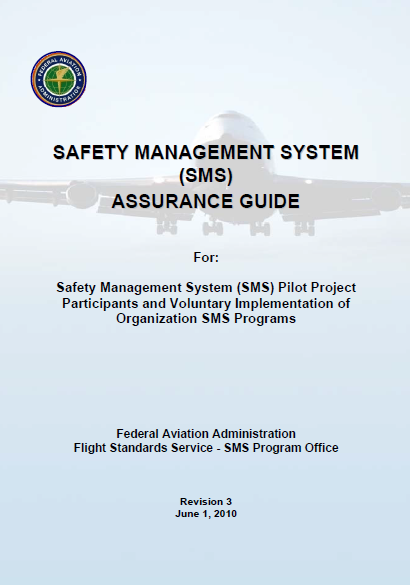 FEDERAL AVIATION
ADMINISTRATION
SAFETY MANAGEMENT SYSTEM
(SMS)
ASSURANCE GUIDE
For:
Safety Management System (SMS) Pilot Project
Participants and Voluntary Implementation of
Organization SMS Programs
Federal Aviation Administration
Flight Standards Service - SMS Program Office
Revision 3
June 1, 2010